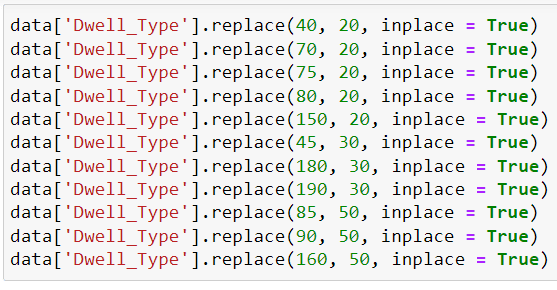 data['Dwell_Type'].replace(40, 20, inplace = True)
data['Dwell_Type'].replace(70, 20, inplace = True)
data['Dwell_Type'].replace(75, 20, inplace = True)
data['Dwell_Type'].replace(80, 20, inplace = True)
data['Dwell_Type'].replace(150, 20, inplace = True)
data['Dwell_Type'].replace(45, 30, inplace = True)
data['Dwell_Type'].replace(180, 30, inplace = True)
data['Dwell_Type'].replace(190, 30, inplace = True)
data['Dwell_Type'].replace(85, 50, inplace = True)
data['Dwell_Type'].replace(90, 50, inplace = True)
data['Dwell_Type'].replace(160, 50, inplace = True)